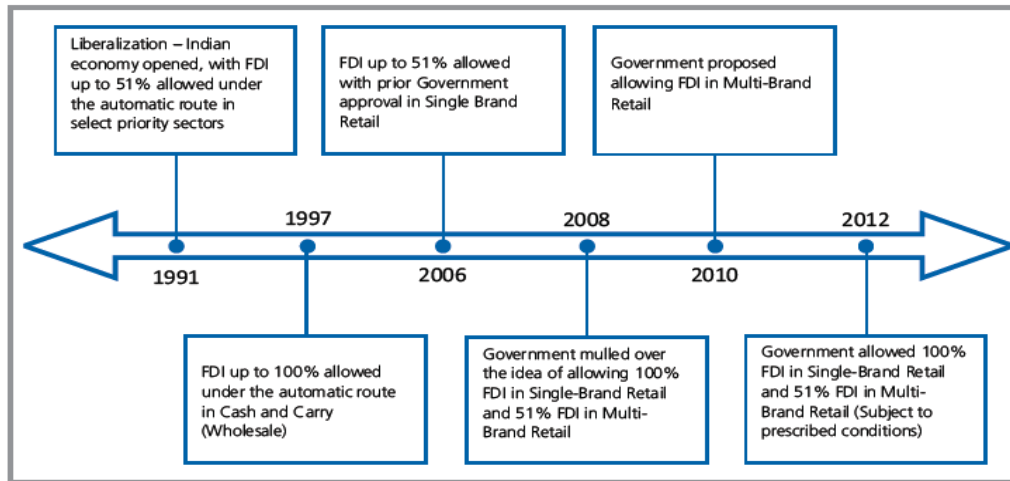 Liberalization – Indian
economy opened, with FDI
up to 51% allowed under
the automatic route in
select priority sectors
FDI up to 51% allowed
with prior Government
approval in Single Brand
Retail
Government proposed
allowing FDI in Multi-Brand
Retail
1997
2008
2012
1991
2006
2010
FDI up to 100% allowed
under the automatic route
in Cash and Carry
(Wholesale)
Government mulled over
the idea of allowing 100%
FDI in Single-Brand Retail
and 51% FDI in Multi-
Brand Retail
Government allowed 100%
FDI in Single-Brand Retail
and 51% FDI in Multi-
Brand Retail (Subject to
prescribed conditions)